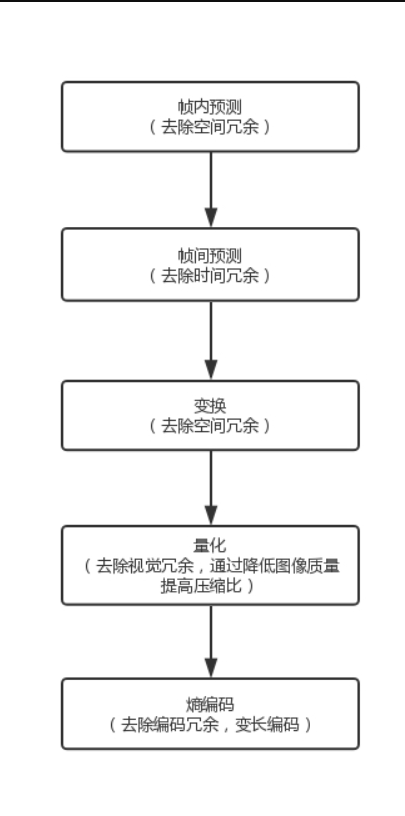 帧内预测
（去除空间冗余）
帧间预测
（去除时间冗余）
变换
（去除空间冗余）
量化
（去除视觉冗余，通过降低图像质量
提高压缩比）
熵编码
（去除编码冗余，变长编码）